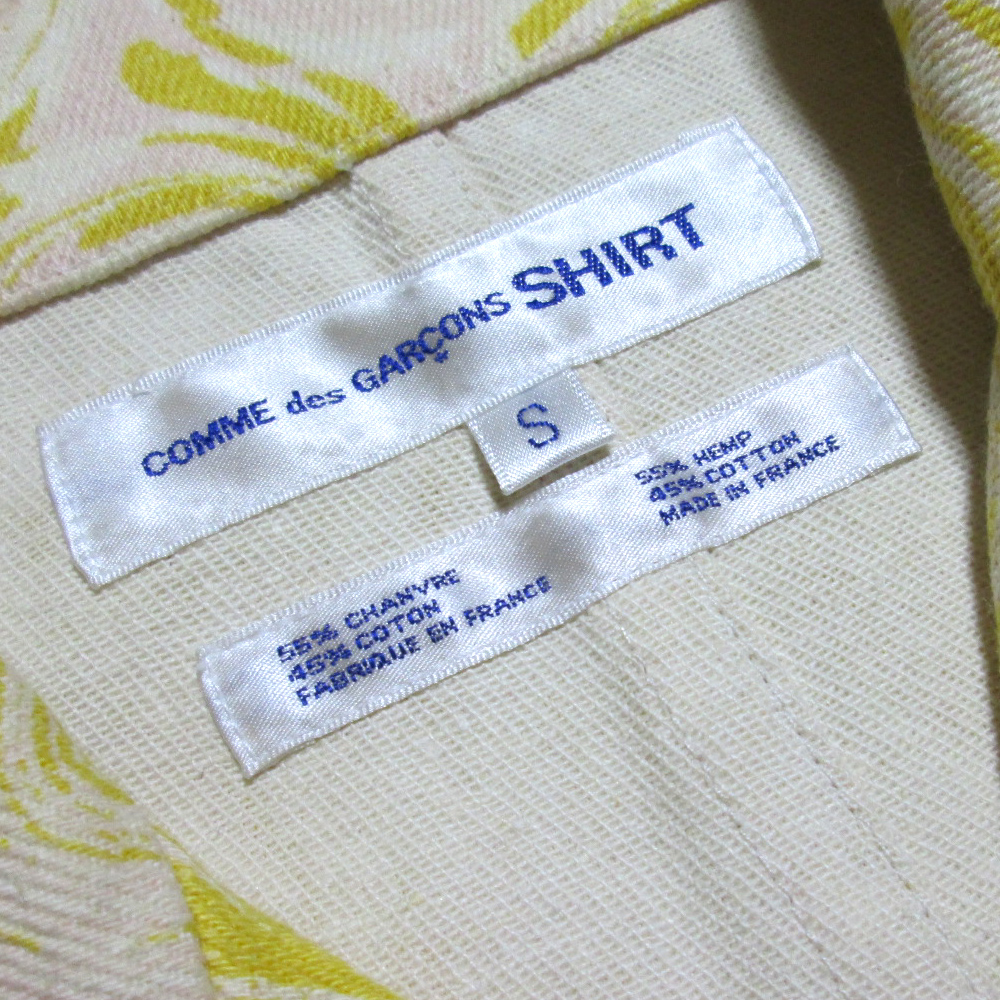 COMME des GARÇONS SHIRT
S
55% CHANVRE
45% COTON
FABRIQUE EN FRANCE
55% HEMP
45% COTTON
MADE IN FRANCE